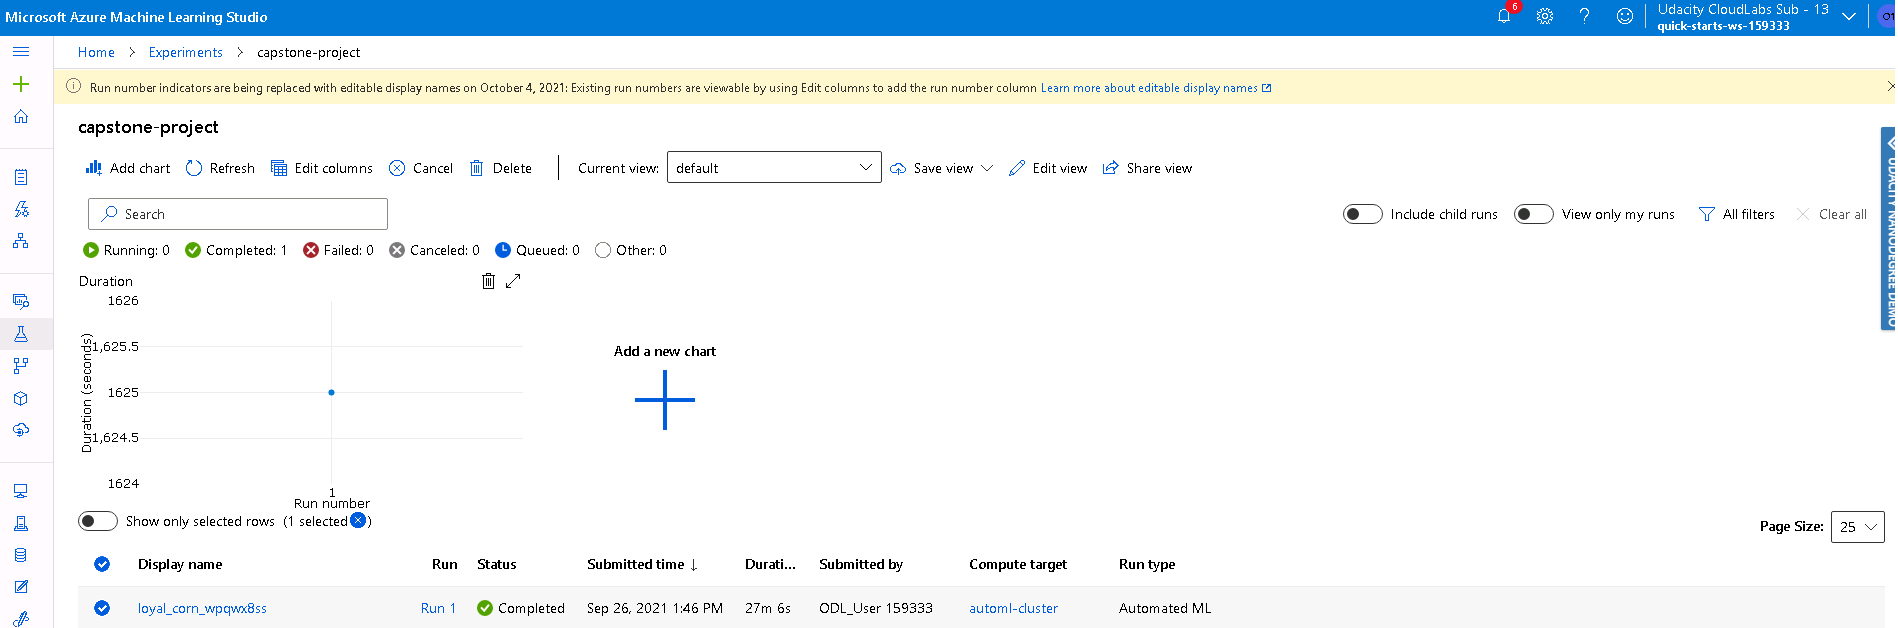 Microsoft Azure Machine Learning Studio
6
Udacity CloudLabs Sub - 13
quick-starts-ws-159333
Home > Experiments > capstone-project
Run number indicators are being replaced with editable display names on October 4, 2021: Existing run numbers are viewable by using Edit columns to add the run number column Learn more about editable display names
capstone-project
Add chart Refresh Edit columns Cancel Delete Current view: default Save view Edit view Share view
Search
Include child runs View only my runs All filters Clear all
Running: 0 Completed: 1 Failed: 0 Canceled: 0 Queued: 0 Other: 0
Duration
1626
1,625.5
1625
1,624.5
1624
Duration (seconds)
1
Run number
Add a new chart
UDACITY NANODEGREE DEMO
Show only selected rows (1 selected )
Page Size: 25
Display name Run Status Submitted time ↓ Durati... Submitted by Compute target Run type
loyal_corn_wpqwx8ss Run 1 Completed Sep 26, 2021 1:46 PM 27m 6s ODL_User 159333 automl-cluster Automated ML